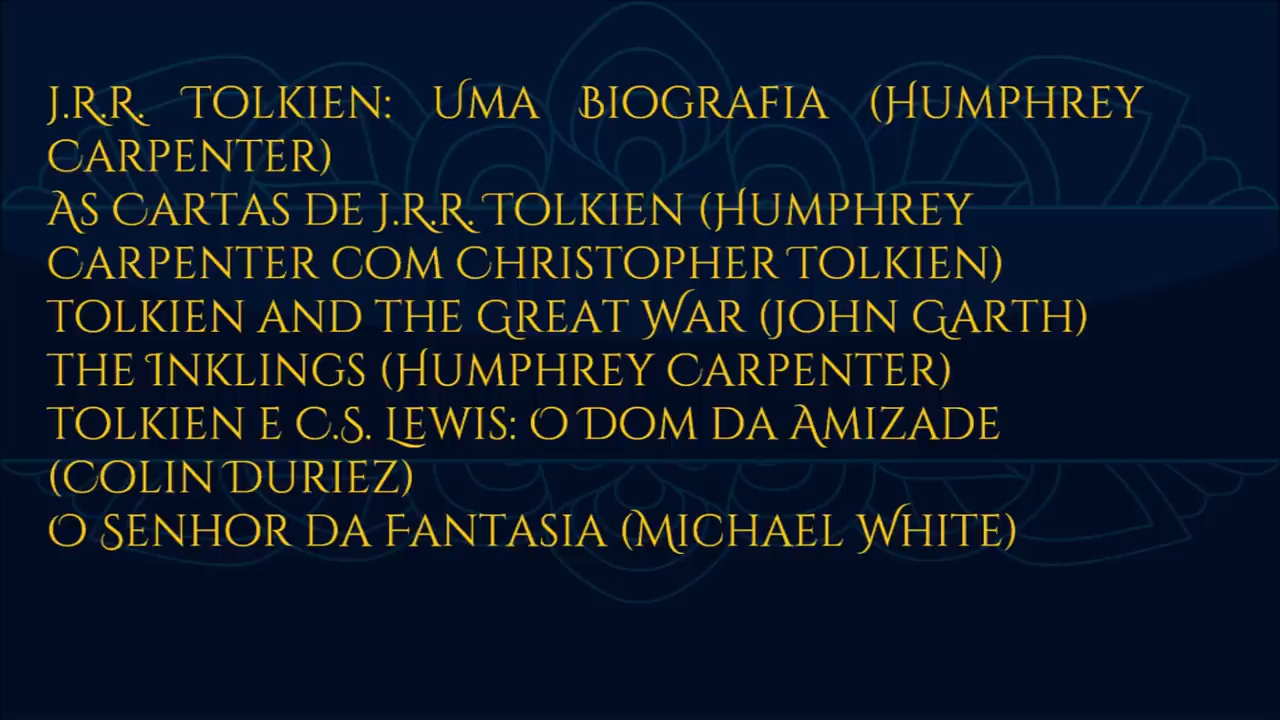 J.R.R. Tolkien: Uma Biografia (Humphrey
Carpenter)
As Cartas de J.R.R. Tolkien (Humphrey
Carpenter com Christopher Tolkien)
Tolkien and the Great War (John Garth)
The Inklings (Humphrey Carpenter)
Tolkien e C.S. Lewis: O Dom da Amizade
(Colin Duriez)
O Senhor da Fantasia (Michael White)